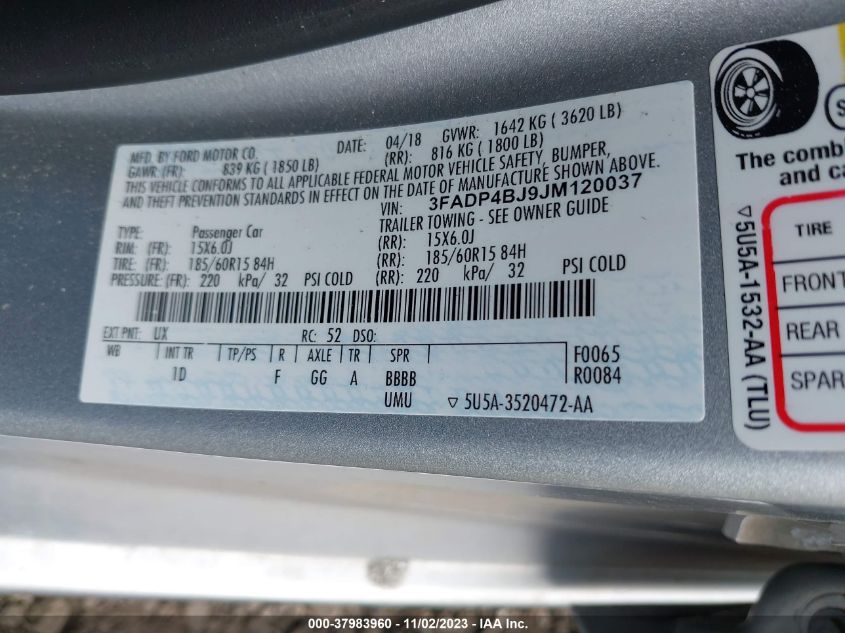 MFD. BY FORD MOTOR CO. DATE: 04/18 GVWR: 1642 KG ( 3620 LB)
GAWR: (FR): 839 KG ( 1850 LB) (RR): 816 KG ( 1800 LB)
THIS VEHICLE CONFORMS TO ALL APPLICABLE FEDERAL MOTOR VEHICLE SAFETY, BUMPER,
AND THEFT PREVENTION STANDARDS IN EFFECT ON THE DATE OF MANUFACTURE SHOWN ABOVE.
VIN: 3FADP4BJ9JM120037
TYPE: Passenger Car TRAILER TOWING - SEE OWNER GUIDE
RIM: (FR): 15X6.0J (RR): 15X6.0J
TIRE: (FR): 185/60R15 84H (RR): 185/60R15 84H
PRESSURE: (FR): 220 kPa/ 32 PSI COLD (RR): 220 kPa/ 32 PSI COLD
EXT PNT: UX RC: 52 DSO:
WB INT TR TP/PS R AXLE TR SPR F0065
1D F GG A BBBB R0084
UMU ▽ 5U5A-3520472-AA
The combi
and ca
▽5U5A-1532-AA (TLU)
TIRE
FRONT
REAR
SPAR
000-37983960 - 11/02/2023 - IAA Inc.